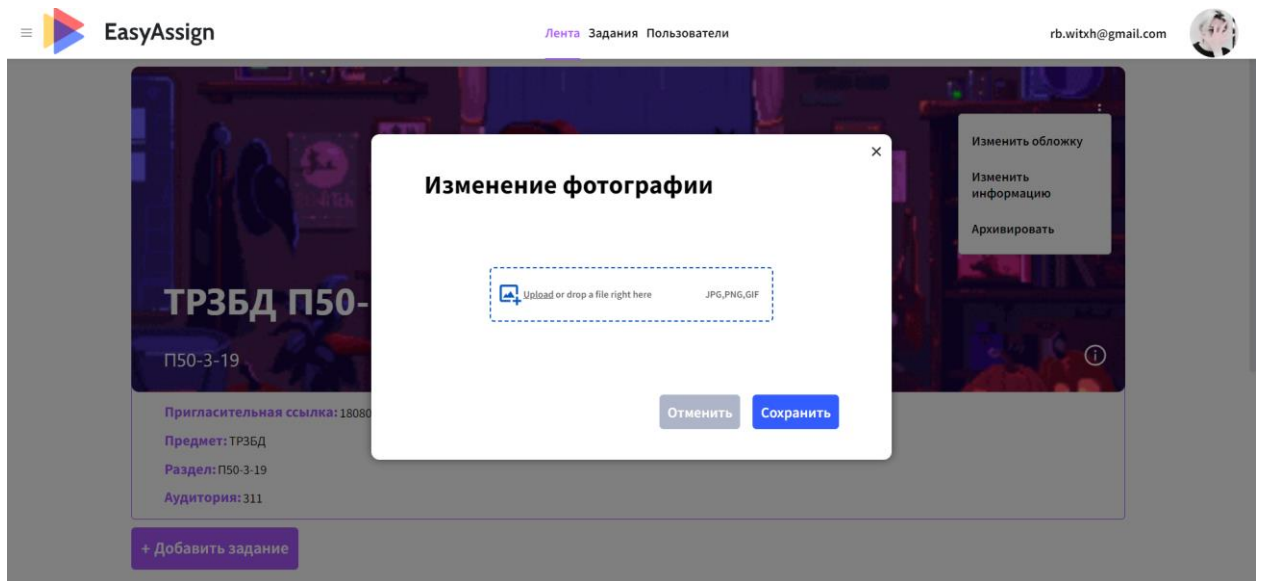 EasyAssign
Лента Задания Пользователи
rb.witxh@gmail.com
Изменить обложку
Изменить
информацию
Архивировать
Изменение фотографии
Upload or drop a file right here JPG,PNG,GIF
Отменить Сохранить
ТРЗБД П50-
П50-3-19
Пригласительная ссылка: 18080
Предмет: ТРЗБД
Раздел: П50-3-19
Аудитория: 311
+ Добавить задание